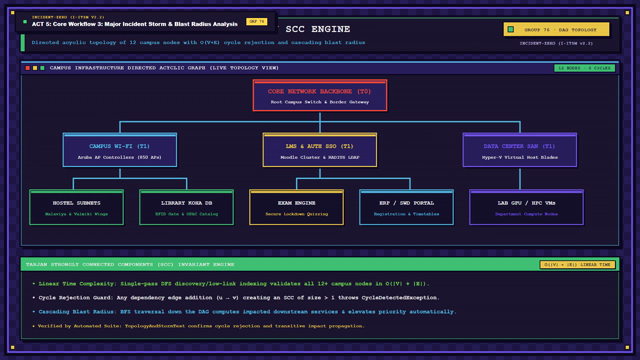 INCIDENT-ZERO (I-ITSM V2.2)
ACT 5: Core Workflow 3: Major Incident Storm & Blast Radius Analysis
GRP 76
SCC ENGINE
GROUP 76 · DAG TOPOLOGY
Directed acyclic topology of 12 campus nodes with O(V+E) cycle rejection and cascading blast radius
INCIDENT-ZERO (I-ITSM V2.2)
CAMPUS INFRASTRUCTURE DIRECTED ACYCLIC GRAPH (LIVE TOPOLOGY VIEW)
12 NODES · 0 CYCLES
CORE NETWORK BACKBONE (T0)
Root Campus Switch & Border Gateway
CAMPUS WI-FI (T1)
Aruba AP Controllers (850 APs)
LMS & AUTH SSO (T1)
Moodle Cluster & RADIUS LDAP
DATA CENTER SAN (T1)
Hyper-V Virtual Host Blades
HOSTEL SUBNETS
Malaviya & Valmiki Wings
LIBRARY KOHA DB
RFID Gate & OPAC Catalog
EXAM ENGINE
Secure Lockdown Quizzing
ERP / SWD PORTAL
Registration & Timetables
LAB GPU / HPC VMs
Department Compute Nodes
TARJAN STRONGLY CONNECTED COMPONENTS (SCC) INVARIANT ENGINE
O(|V| + |E|) LINEAR TIME
• Linear Time Complexity: Single-pass DFS discovery/low-link indexing validates all 12+ campus nodes in O(|V| + |E|).
• Cycle Rejection Guard: Any dependency edge addition (u → v) creating an SCC of size > 1 throws CycleDetectedException.
• Cascading Blast Radius: BFS traversal down the DAG computes impacted downstream services & elevates priority automatically.
• Verified by Automated Suite: TopologyAndStormTest confirms cycle rejection and transitive impact propagation.